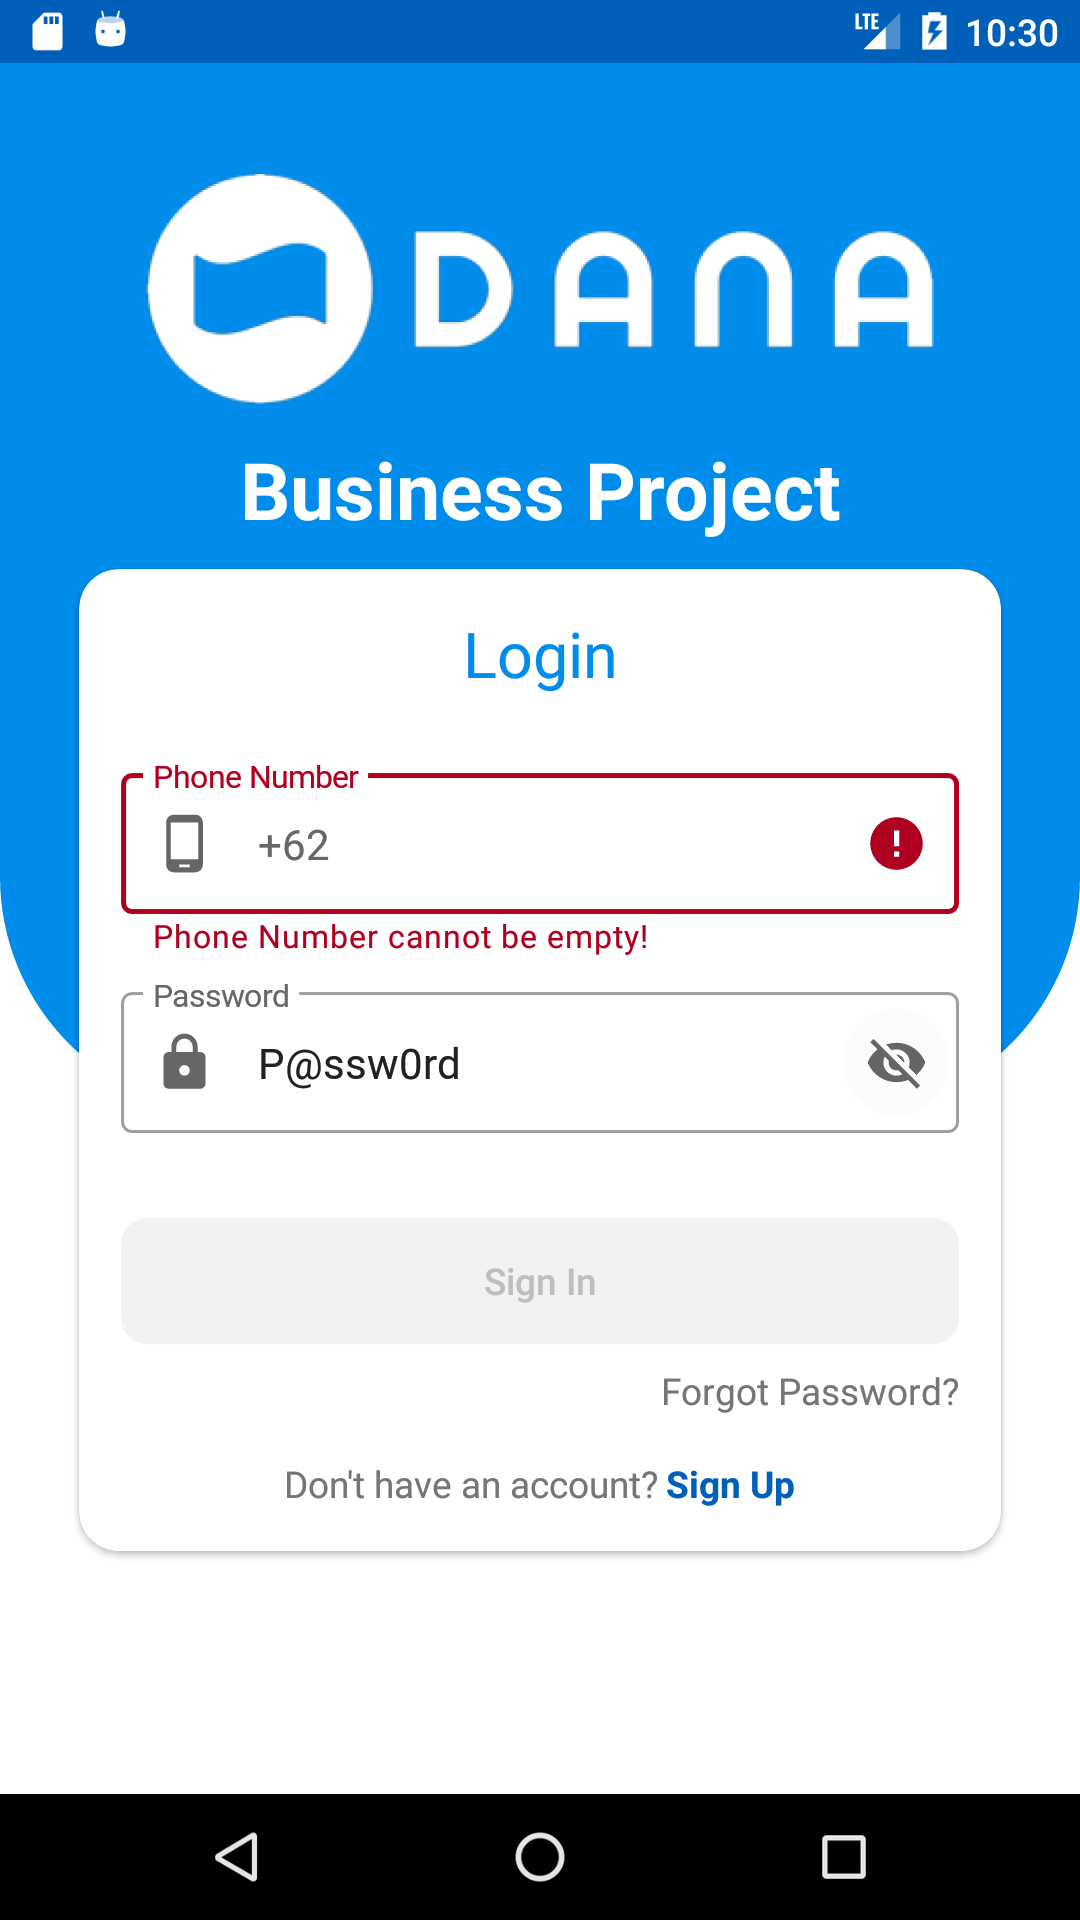 LTE 10:30
DANA
Business Project
Login
Phone Number
+62
Phone Number cannot be empty!
Password
P@ssw0rd
Sign In
Forgot Password?
Don't have an account? Sign Up